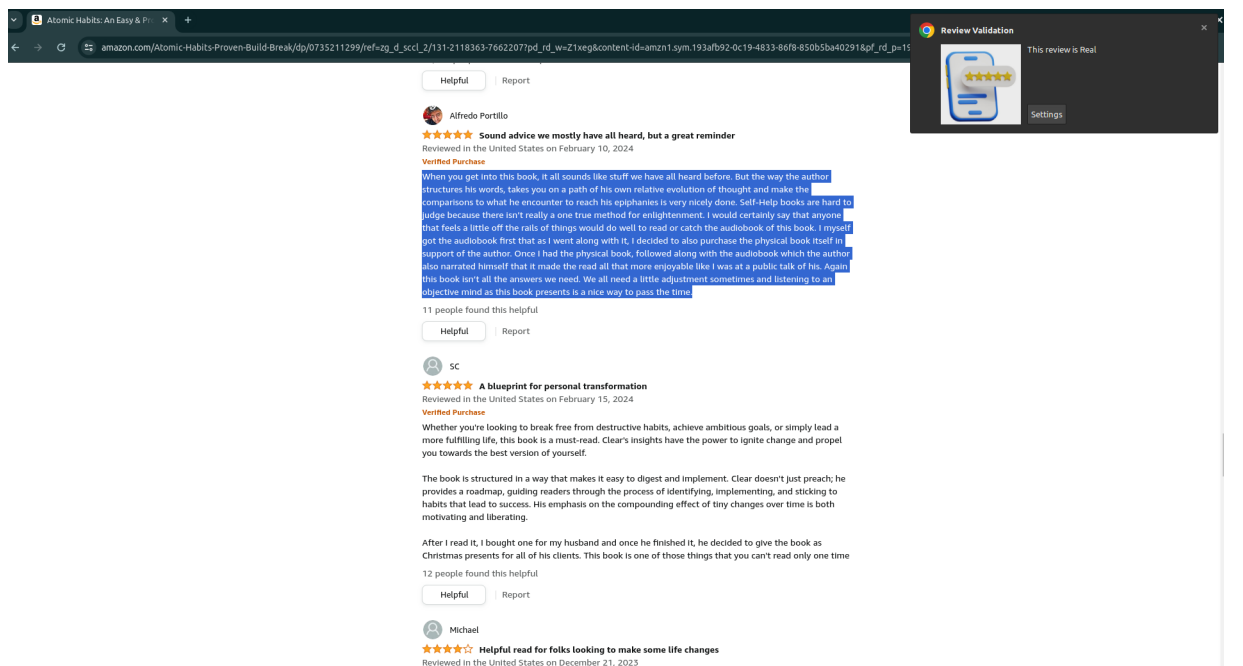 Atomic Habits: An Easy & Pr
amazon.com/Atomic-Habits-Proven-Build-Break/dp/0735211299/ref=zg_d_sccl_2/131-2118363-7662207?pd_rd_w=Z1xeg&content-id=amzn1.sym.193afb92-0c19-4833-86f8-850b5ba40291&pf_rd_p=19
Review Validation
This review is Real
Settings
Helpful
Report
Alfredo Portillo
Sound advice we mostly have all heard, but a great reminder
Reviewed in the United States on February 10, 2024
Verified Purchase
When you get into this book, it all sounds like stuff we have all heard before. But the way the author
structures his words, takes you on a path of his own relative evolution of thought and make the
comparisons to what he encounter to reach his epiphanies is very nicely done. Self-Help books are hard to
judge because there isn't really a one true method for enlightenment. I would certainly say that anyone
that feels a little off the rails of things would do well to read or catch the audiobook of this book. I myself
got the audiobook first that as I went along with it, I decided to also purchase the physical book itself in
support of the author. Once I had the physical book, followed along with the audiobook which the author
also narrated himself that it made the read all that more enjoyable like I was at a public talk of his. Again
this book isn't all the answers we need. We all need a little adjustment sometimes and listening to an
objective mind as this book presents is a nice way to pass the time.
11 people found this helpful
Helpful
Report
SC
A blueprint for personal transformation
Reviewed in the United States on February 15, 2024
Verified Purchase
Whether you're looking to break free from destructive habits, achieve ambitious goals, or simply lead a
more fulfilling life, this book is a must-read. Clear's insights have the power to ignite change and propel
you towards the best version of yourself.
The book is structured in a way that makes it easy to digest and implement. Clear doesn't just preach; he
provides a roadmap, guiding readers through the process of identifying, implementing, and sticking to
habits that lead to success. His emphasis on the compounding effect of tiny changes over time is both
motivating and liberating.
After I read it, I bought one for my husband and once he finished it, he decided to give the book as
Christmas presents for all of his clients. This book is one of those things that you can't read only one time
12 people found this helpful
Helpful
Report
Michael
Helpful read for folks looking to make some life changes
Reviewed in the United States on December 21, 2023